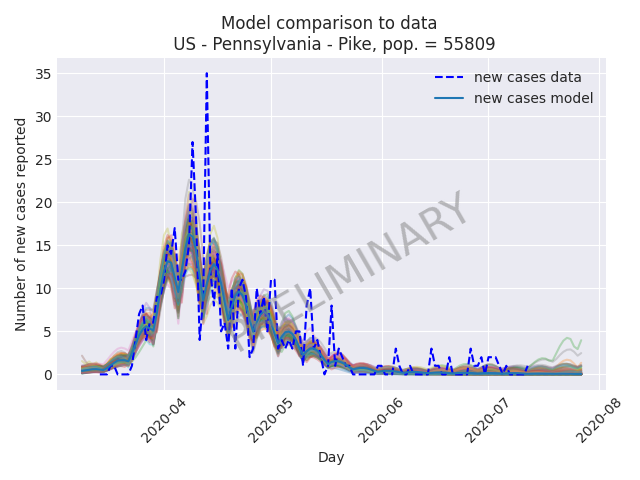 Model comparison to data
US - Pennsylvania - Pike, pop. = 55809
new cases data
new cases model
Number of new cases reported
35
30
25
20
15
10
5
0
PRELIMINARY
2020-04
2020-05
2020-06
2020-07
2020-08
Day